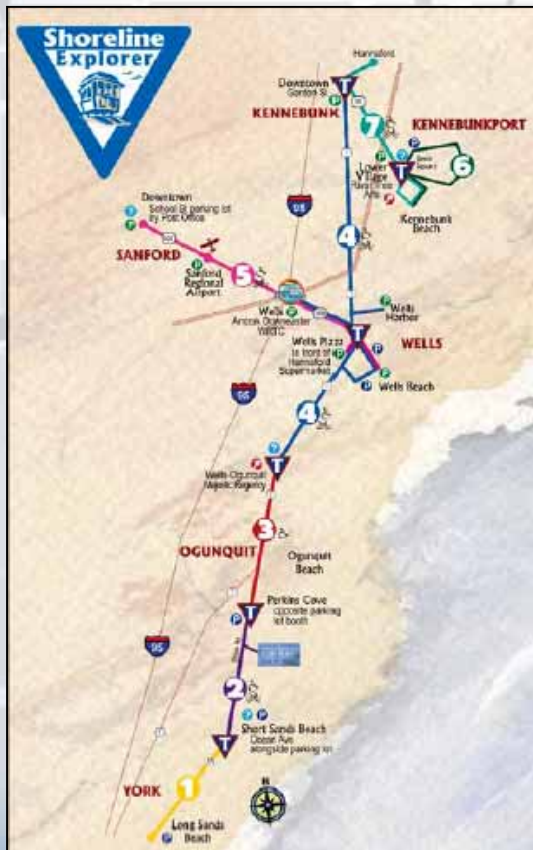 Shoreline
Explorer
Hannaford
Downtown
Garden St
KENNEBUNK
KENNEBUNKPORT
7
6
Lower
Village
Kennebunk
Beach
Downtown
School St parking lot
by Post Office
95
SANFORD
4
5
Sanford
Regional
Airport
Wells
Wells
Harbor
T
WELLS
Wells Plaza
in front of
Hannaford
Supermarket
Wells Beach
95
4
T
Wells-Ogunquit
3
OGUNQUIT
Ogunquit
Beach
T
Perkins Cove
opposite parking
lot booth
95
2
Short Sands Beach
Ocean Ave
alongside parking lot
T
1
YORK
N
Long Sands
Beach